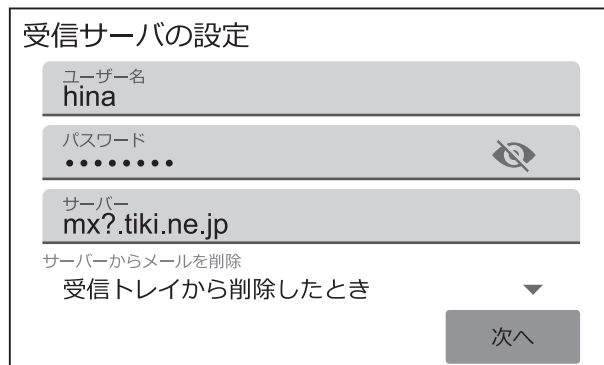 受信サーバの設定
ユーザー名
hina
パスワード
••••••••
サーバー
mx?.tiki.ne.jp
サーバーからメールを削除
受信トレイから削除したとき
次へ